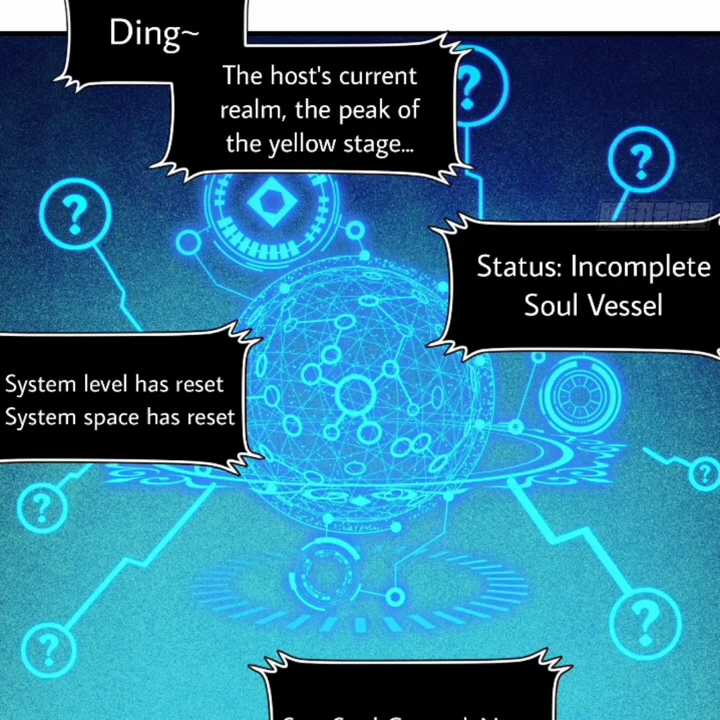 Ding~
The host's current
realm, the peak of
the yellow stage...
Status: Incomplete
Soul Vessel
System level has reset
System space has reset
?
?
?
?
?
?
?